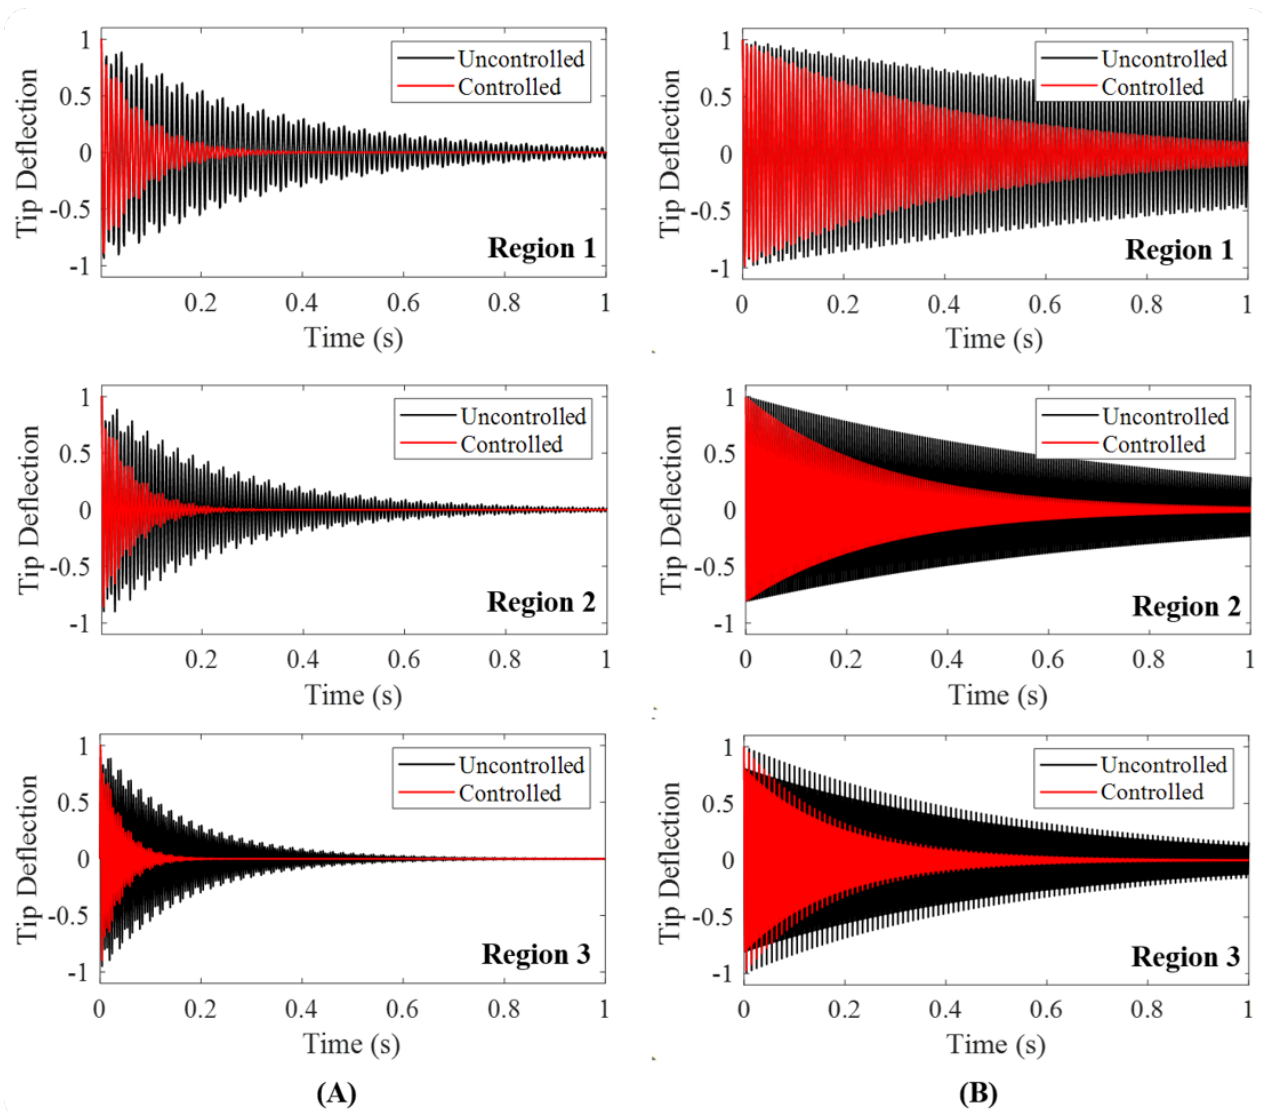 1
0.5
0
-0.5
-1
Tip Deflection
Uncontrolled
Controlled
Region 1
0.2
0.4
0.6
0.8
1
Time (s)
1
0.5
0
-0.5
-1
Tip Deflection
Uncontrolled
Controlled
Region 1
0
0.2
0.4
0.6
0.8
1
Time (s)
1
0.5
0
-0.5
-1
Tip Deflection
Uncontrolled
Controlled
Region 2
0.2
0.4
0.6
0.8
1
Time (s)
1
0.5
0
-0.5
-1
Tip Deflection
Uncontrolled
Controlled
Region 2
0
0.2
0.4
0.6
0.8
1
Time (s)
1
0.5
0
-0.5
-1
Tip Deflection
Uncontrolled
Controlled
Region 3
0
0.2
0.4
0.6
0.8
1
Time (s)
1
0.5
0
-0.5
-1
Tip Deflection
Uncontrolled
Controlled
Region 3
0
0.2
0.4
0.6
0.8
1
Time (s)
(A)
(B)